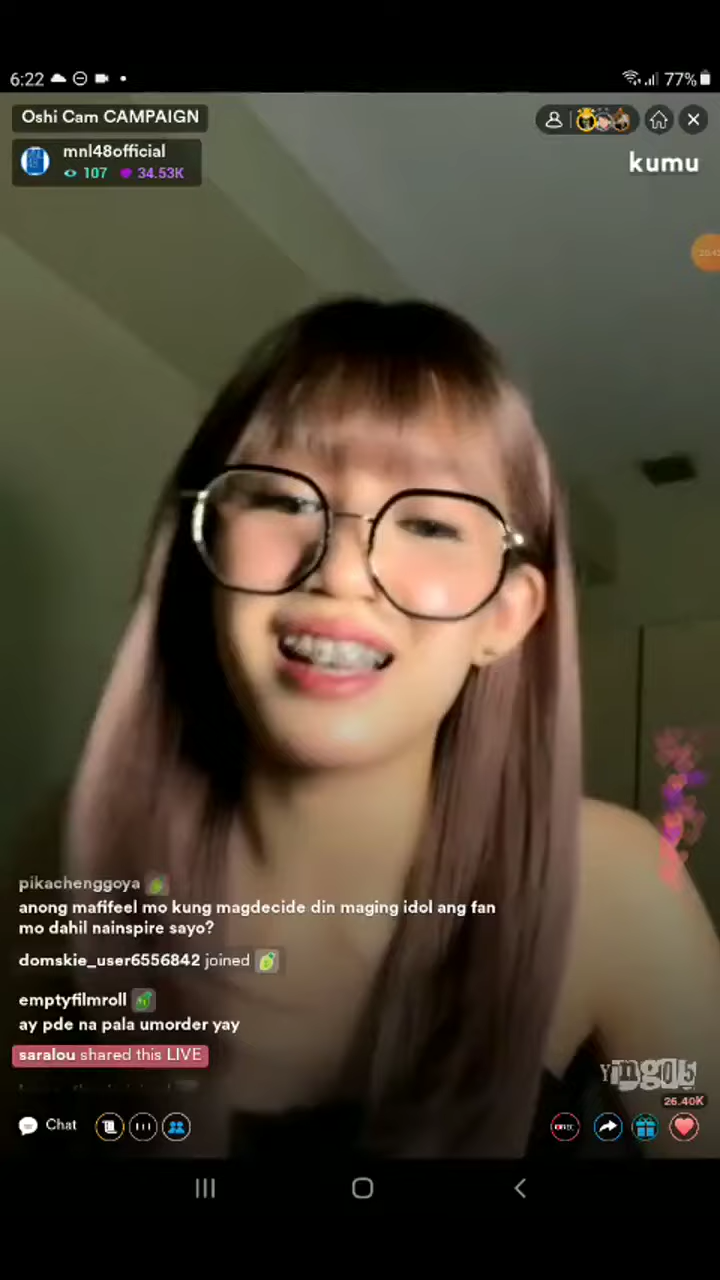 6:22
77%
Oshi Cam CAMPAIGN
mnl48official
107 34.53K
kumu
pikachenggoya
anong mafifeel mo kung magdecide din maging idol ang fan
mo dahil nainspire sayo?
domskie_user6556842 joined
emptyfilmroll
ay pde na pala umorder yay
saralou shared this LIVE
Yng05
26.40K
Chat